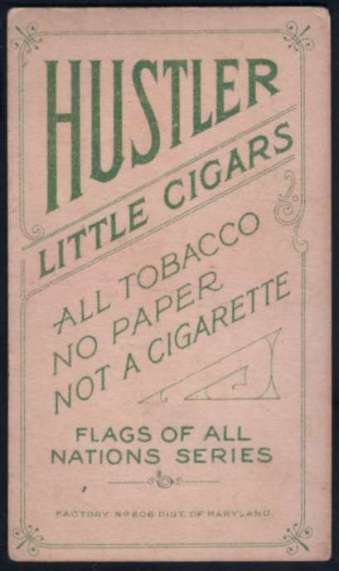 HUSTLER
LITTLE CIGARS
ALL TOBACCO
NO PAPER
NOT A CIGARETTE
FLAGS OF ALL
NATIONS SERIES
FACTORY NO 606 DIST. OF MARYLAND.